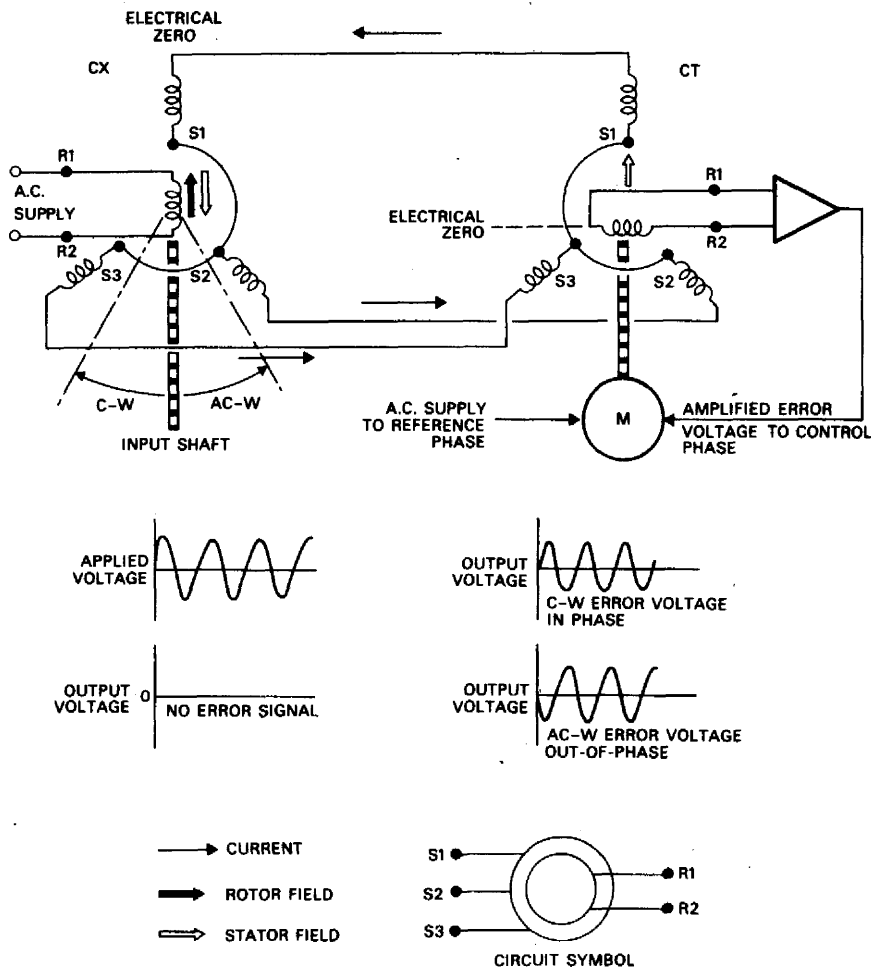 ELECTRICAL
ZERO
CX
CT
S1
S1
R1
A.C.
SUPPLY
R2
S3
S2
R1
ELECTRICAL
ZERO
R2
S3
S2
C-W
AC-W
INPUT SHAFT
A.C. SUPPLY
TO REFERENCE
PHASE
M
AMPLIFIED ERROR
VOLTAGE TO CONTROL
PHASE
APPLIED
VOLTAGE
OUTPUT
VOLTAGE
C-W ERROR VOLTAGE
IN PHASE
OUTPUT
VOLTAGE
0
NO ERROR SIGNAL
OUTPUT
VOLTAGE
AC-W ERROR VOLTAGE
OUT-OF-PHASE
CURRENT
ROTOR FIELD
STATOR FIELD
S1
S2
S3
R1
R2
CIRCUIT SYMBOL